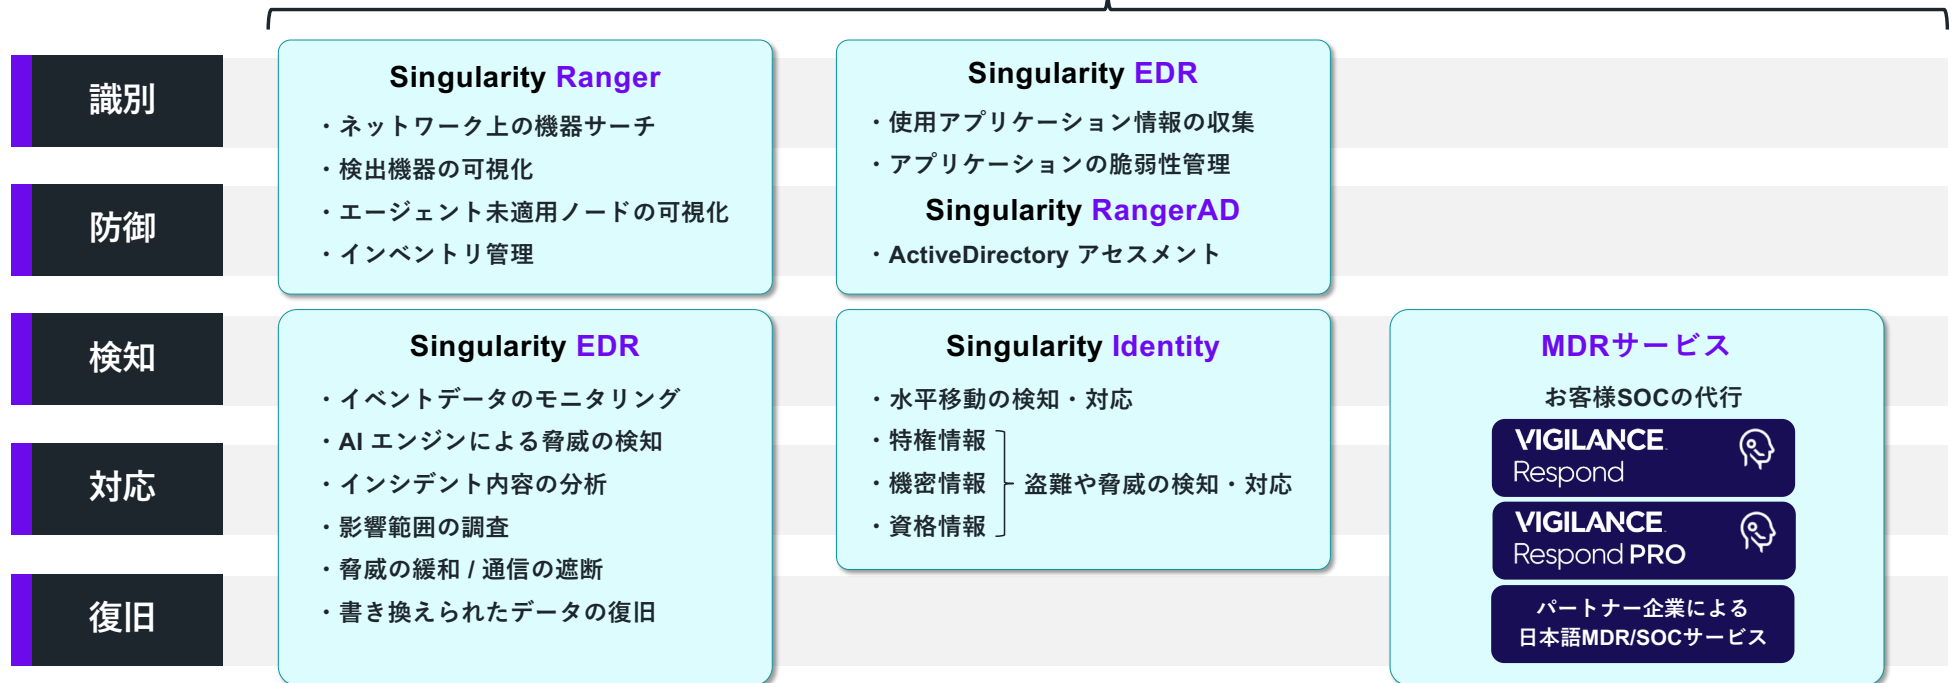 識別
防御
検知
対応
復旧
Singularity Ranger
・ネットワーク上の機器サーチ
・検出機器の可視化
・エージェント未適用ノードの可視化
・インベントリ管理
Singularity EDR
・使用アプリケーション情報の収集
・アプリケーションの脆弱性管理
Singularity RangerAD
・ActiveDirectory アセスメント
Singularity EDR
・イベントデータのモニタリング
・AI エンジンによる脅威の検知
・インシデント内容の分析
・影響範囲の調査
・脅威の緩和 / 通信の遮断
・書き換えられたデータの復旧
Singularity Identity
・水平移動の検知・対応
・特権情報
・機密情報
・資格情報
盗難や脅威の検知・対応
MDRサービス
お客様SOCの代行
VIGILANCE
Respond
VIGILANCE
Respond PRO
パートナー企業による
日本語MDR/SOCサービス